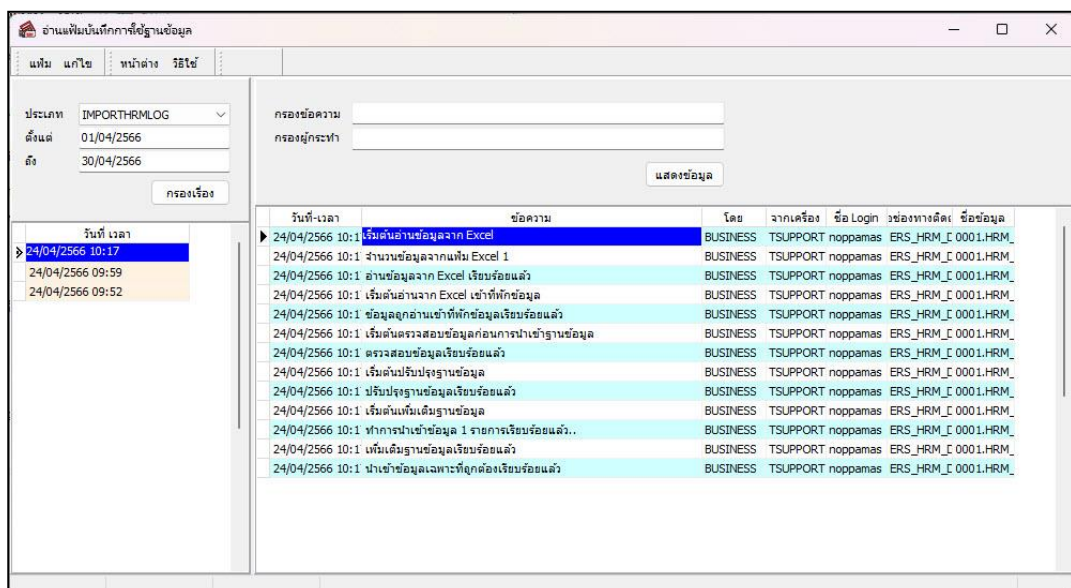 อ่านแฟ้มบันทึกการใช้ฐานข้อมูล
แฟ้ม แก้ไข หน้าต่าง วิธีใช้
ประเภท IMPORTHRMLOG
ตั้งแต่ 01/04/2566
ถึง 30/04/2566
กรองเรื่อง
กรองข้อความ
กรองผู้กระทำ
แสดงข้อมูล
วันที่ เวลา
24/04/2566 10:17
24/04/2566 09:59
24/04/2566 09:52
วันที่-เวลา ข้อความ โดย จากเครื่อง ชื่อ Login ชื่อข้อมูล
24/04/2566 10:1 เริ่มต้นอ่านข้อมูลจาก Excel BUSINESS TSUPPORT noppamas ERS_HRM_D 0001.HRM_
24/04/2566 10:1 จำนวนข้อมูลจากแฟ้ม Excel 1 BUSINESS TSUPPORT noppamas ERS_HRM_D 0001.HRM_
24/04/2566 10:1 อ่านข้อมูลจาก Excel เรียบร้อยแล้ว BUSINESS TSUPPORT noppamas ERS_HRM_D 0001.HRM_
24/04/2566 10:1 เริ่มต้นอ่านจาก Excel เข้าที่พักข้อมูล BUSINESS TSUPPORT noppamas ERS_HRM_D 0001.HRM_
24/04/2566 10:1 ข้อมูลถูกอ่านเข้าที่พักข้อมูลเรียบร้อยแล้ว BUSINESS TSUPPORT noppamas ERS_HRM_D 0001.HRM_
24/04/2566 10:1 เริ่มต้นตรวจสอบข้อมูลก่อนการนำเข้าฐานข้อมูล BUSINESS TSUPPORT noppamas ERS_HRM_D 0001.HRM_
24/04/2566 10:1 ตรวจสอบข้อมูลเรียบร้อยแล้ว BUSINESS TSUPPORT noppamas ERS_HRM_D 0001.HRM_
24/04/2566 10:1 เริ่มต้นปรับปรุงฐานข้อมูล BUSINESS TSUPPORT noppamas ERS_HRM_D 0001.HRM_
24/04/2566 10:1 ปรับปรุงฐานข้อมูลเรียบร้อยแล้ว BUSINESS TSUPPORT noppamas ERS_HRM_D 0001.HRM_
24/04/2566 10:1 เริ่มต้นเพิ่มเติมฐานข้อมูล BUSINESS TSUPPORT noppamas ERS_HRM_D 0001.HRM_
24/04/2566 10:1 ทำการนำเข้าข้อมูล 1 รายการเรียบร้อยแล้ว.. BUSINESS TSUPPORT noppamas ERS_HRM_D 0001.HRM_
24/04/2566 10:1 เพิ่มเติมฐานข้อมูลเรียบร้อยแล้ว BUSINESS TSUPPORT noppamas ERS_HRM_D 0001.HRM_
24/04/2566 10:1 นำเข้าข้อมูลเฉพาะที่ถูกต้องเรียบร้อยแล้ว BUSINESS TSUPPORT noppamas ERS_HRM_D 0001.HRM_